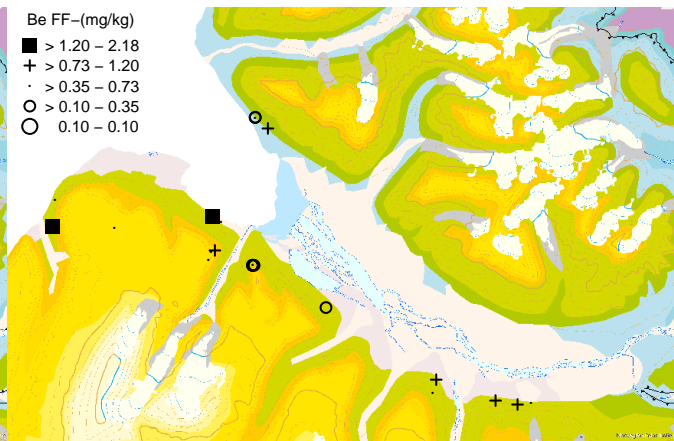 Be FF−(mg/kg)
> 1.20 − 2.18
> 0.73 − 1.20
> 0.35 − 0.73
> 0.10 − 0.35
0.10 − 0.10